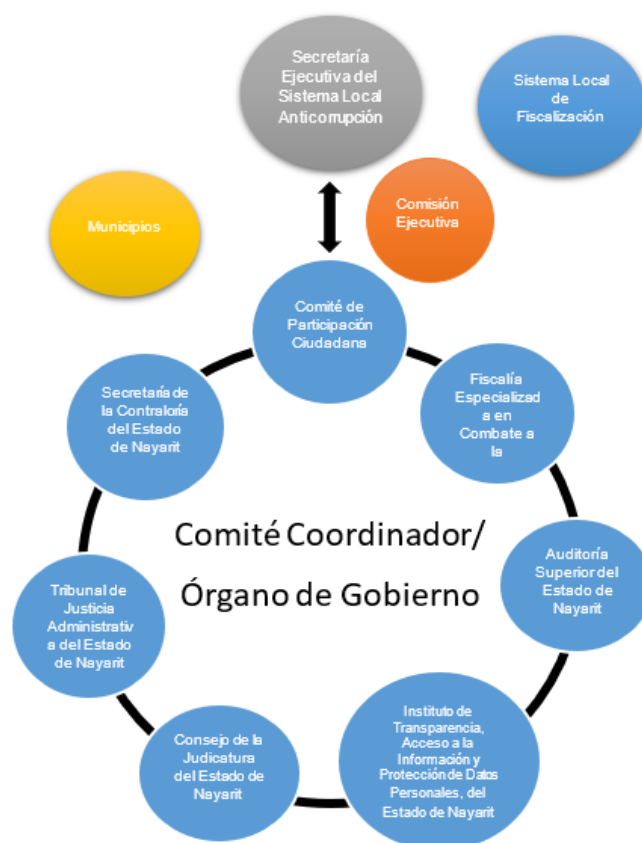 Secretaría
Ejecutiva del
Sistema Local
Anticorrupción
Sistema Local
de
Fiscalización
Municipios
Comisión
Ejecutiva
Comité de
Participación
Ciudadana
Secretaría de
la Contraloría
del Estado
de Nayarit
Fiscalía
Especializad
a en
Combate a
la
Comité Coordinador/
Órgano de Gobierno
Auditoría
Superior del
Estado de
Nayarit
Tribunal de
Justicia
Administrativ
a del Estado
de Nayarit
Instituto de
Transparencia,
Acceso a la
Información y
Protección de Datos
Personales, del
Estado de Nayarit
Consejo de la
Judicatura
del Estado de
Nayarit